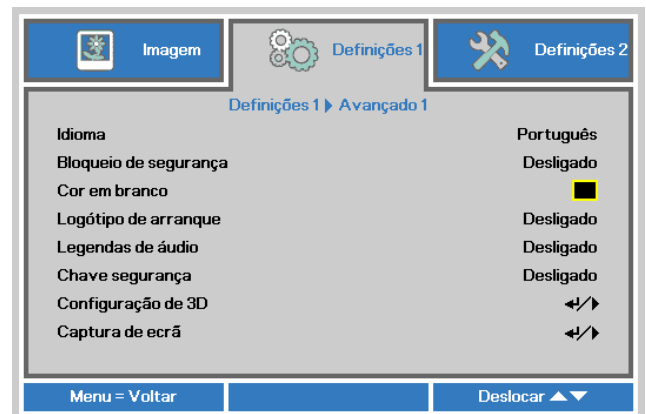 Imagem
Definições 1
Definições 2
Definições 1 Avançado 1
Idioma Português
Bloqueio de segurança Desligado
Cor em branco
Logótipo de arranque Desligado
Legendas de áudio Desligado
Chave segurança Desligado
Configuração de 3D
Captura de ecrã
Menu = Voltar
Deslocar